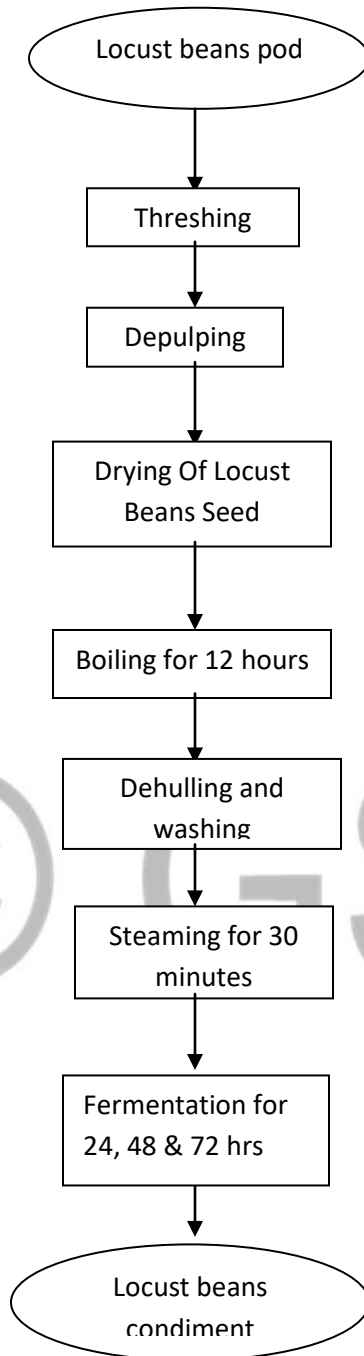 Locust beans pod
Threshing
Depulping
Drying Of Locust
Beans Seed
Boiling for 12 hours
Dehulling and
washing
Steaming for 30
minutes
Fermentation for
24, 48 & 72 hrs
Locust beans
condiment